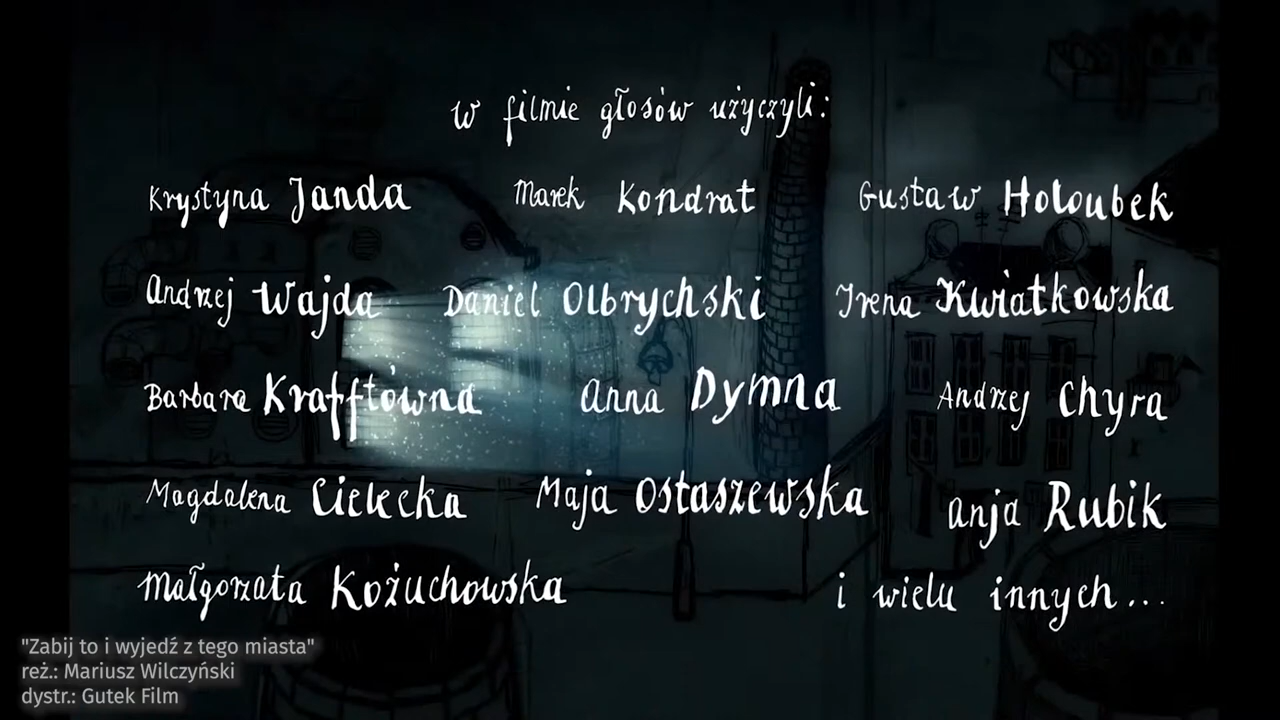 w filmie głosów użyczyli:
Krystyna Janda Marek Kondrat Gustaw Hołoubek
Andrzej Wajda Daniel Olbrychski Irena Kwiatkowska
Barbara Krafftówna Anna Dymna Andrzej Chyra
Magdalena Cielecka Maja Ostaszewska Anja Rubik
Małgorzata Kożuchowska i wielu innych...
"Zabij to i wyjedź z tego miasta"
reż.: Mariusz Wilczyński
dystr.: Gutek Film